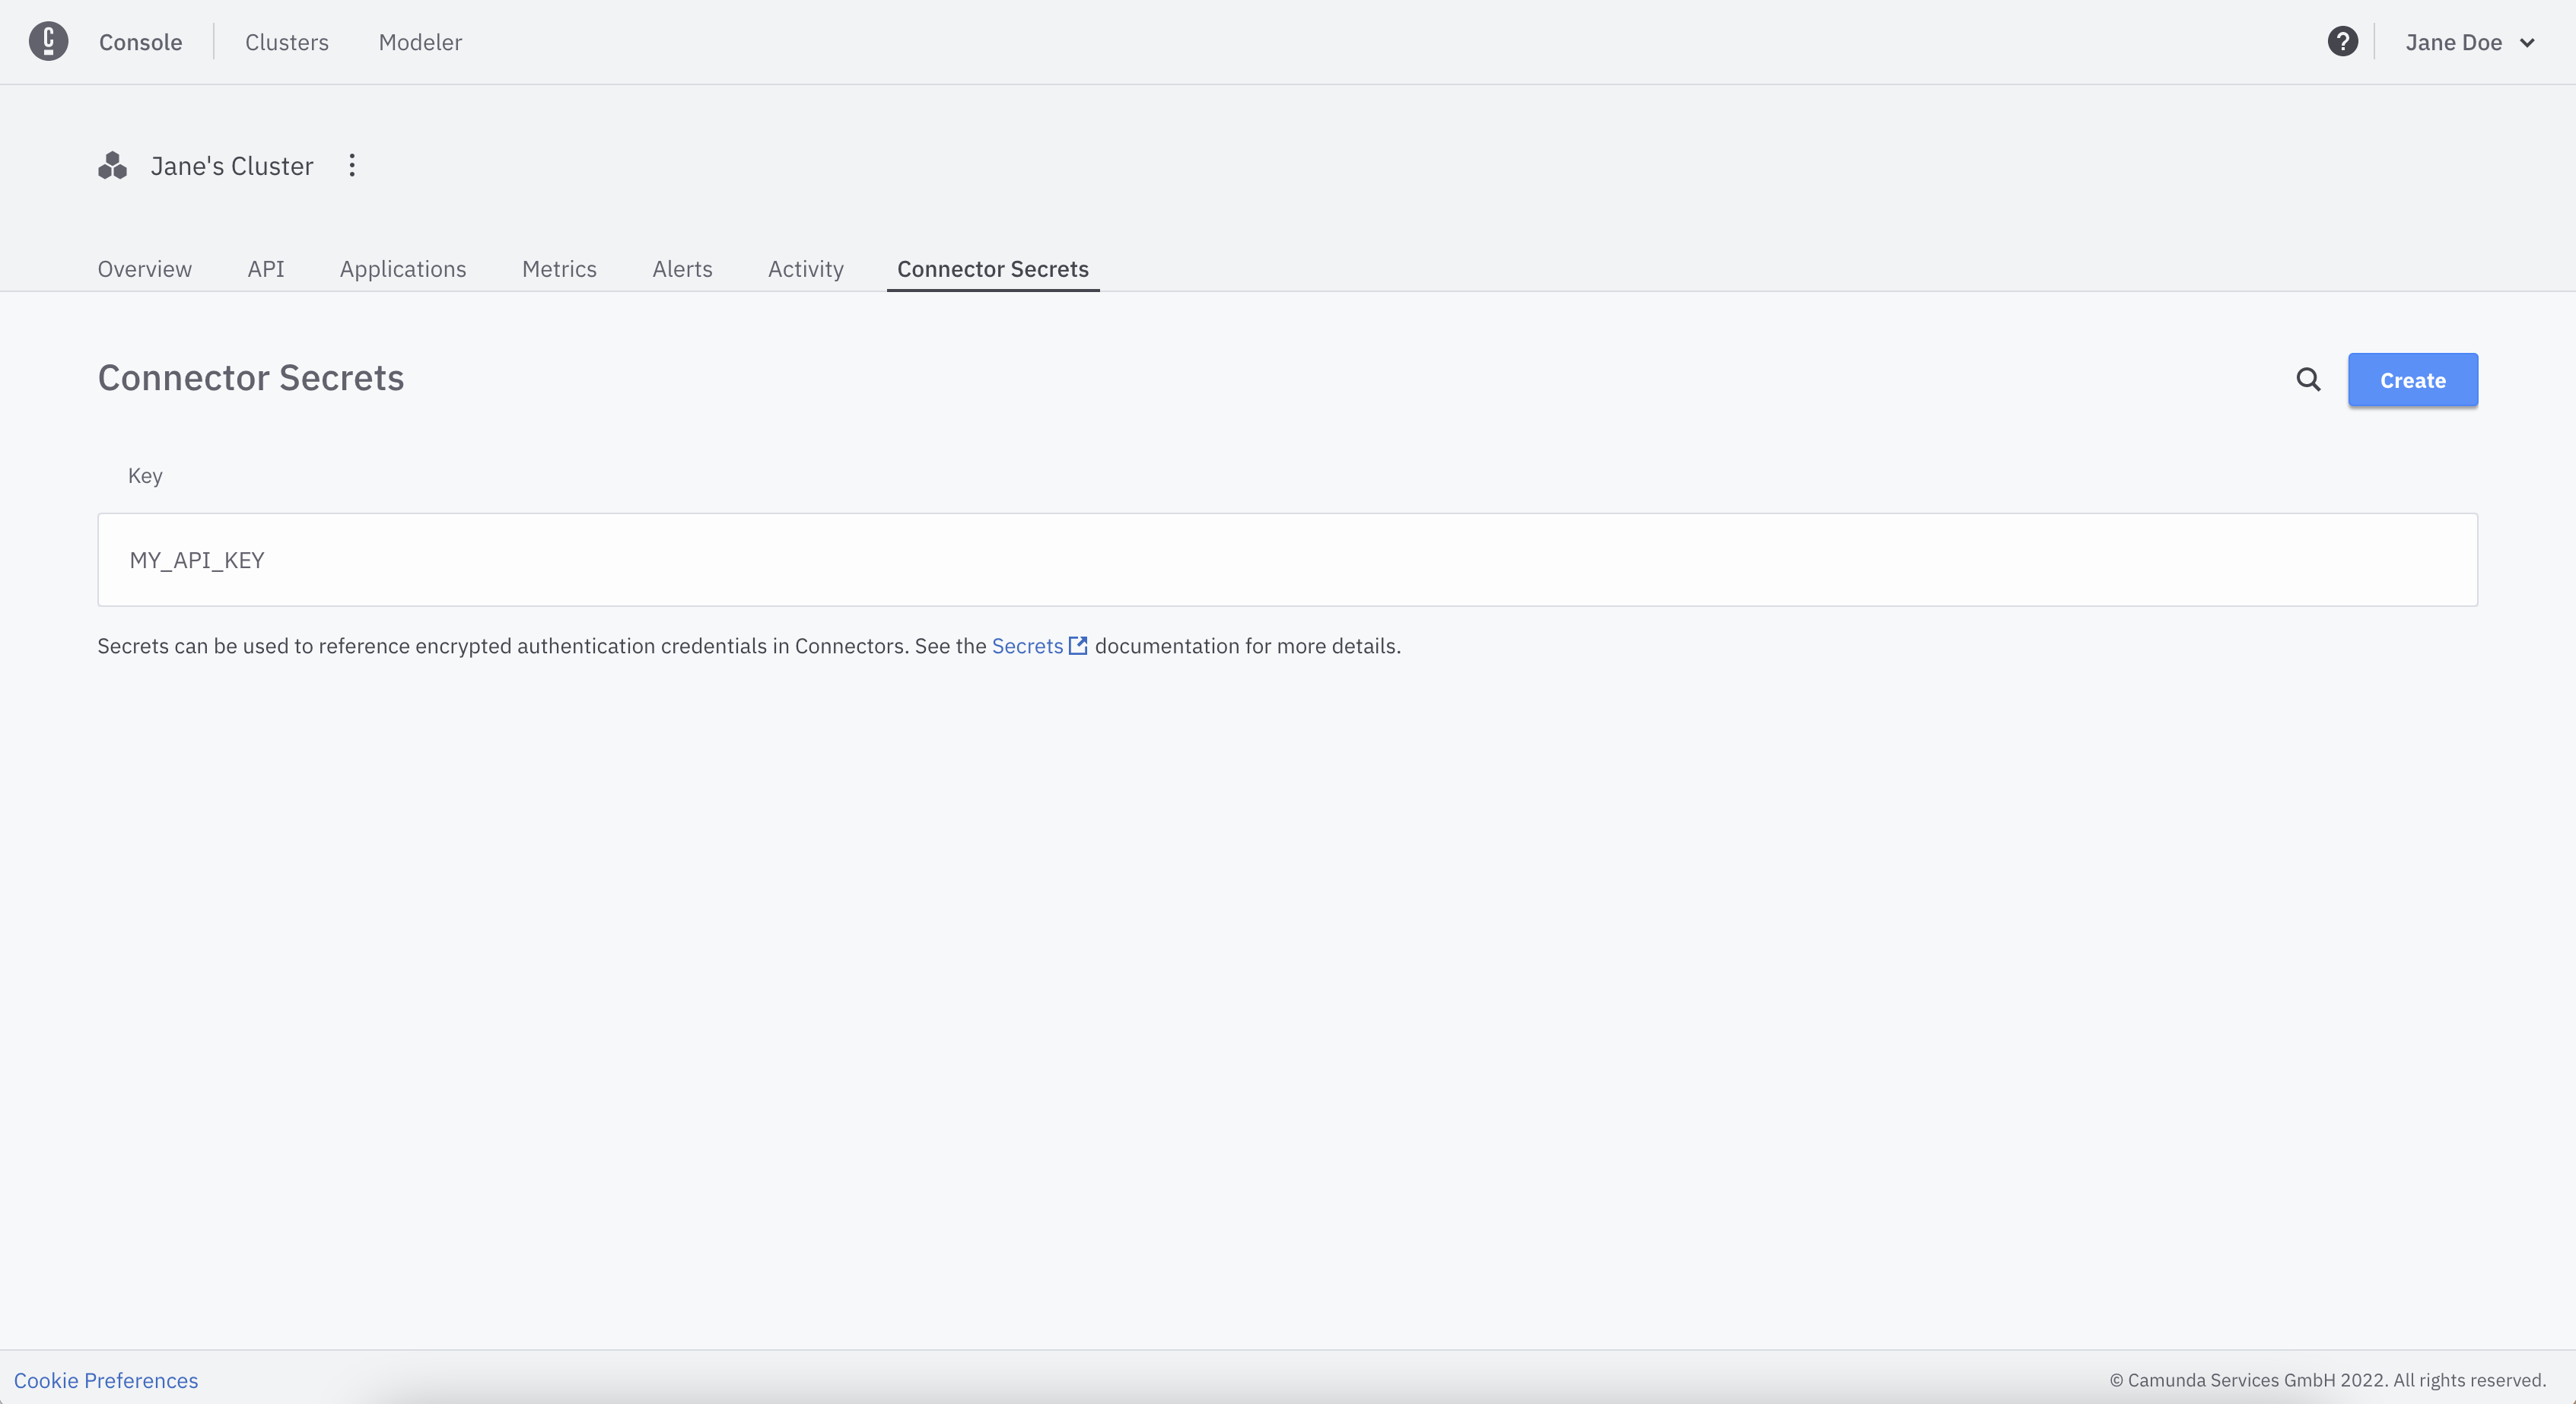 Console Clusters Modeler Jane Doe
Jane's Cluster
Overview API Applications Metrics Alerts Activity Connector Secrets
Connector Secrets Create
Key
MY_API_KEY
Secrets can be used to reference encrypted authentication credentials in Connectors. See the Secrets documentation for more details.
Cookie Preferences © Camunda Services GmbH 2022. All rights reserved.